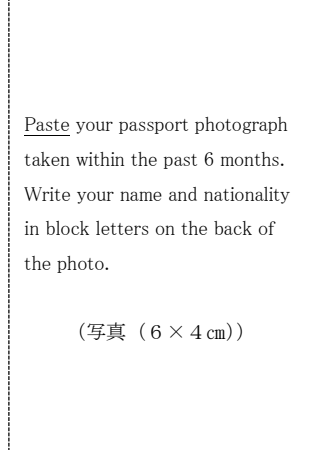 Paste your passport photograph
taken within the past 6 months.
Write your name and nationality
in block letters on the back of
the photo.
(写真（６×４㎝）)